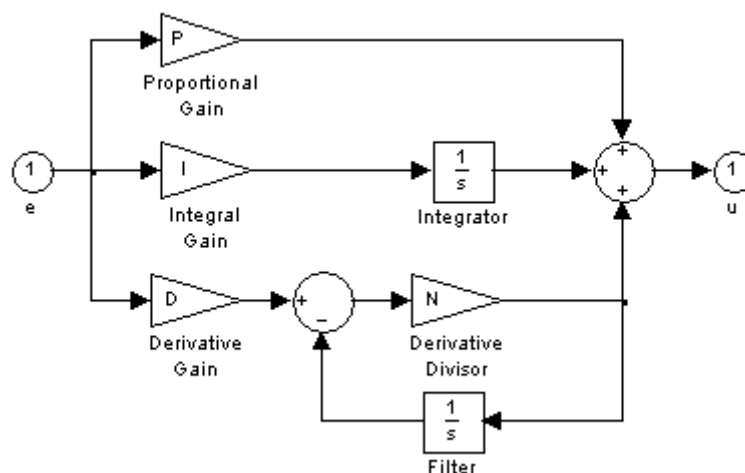 P
Proportional
Gain
1
e
I
Integral
Gain
1
s
Integrator
+
+
+
1
u
D
Derivative
Gain
+
−
N
Derivative
Divisor
1
s
Filter